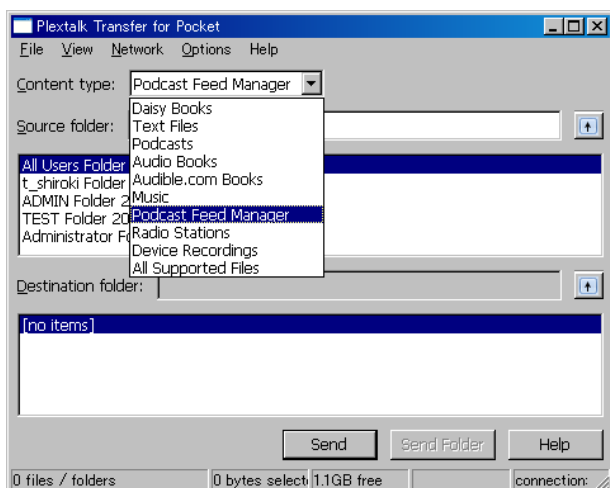 Plextalk Transfer for Pocket
File View Network Options Help
Content type: Podcast Feed Manager
Daisy Books
Source folder: Text Files
Podcasts
All Users Folder Audio Books
t_shiroki Folder Audible.com Books
ADMIN Folder 2 Music
TEST Folder 20 Podcast Feed Manager
Administrator Fo Radio Stations
Device Recordings
All Supported Files
Destination folder:
[no items]
Send Send Folder Help
0 files / folders 0 bytes select 1.1GB free connection: